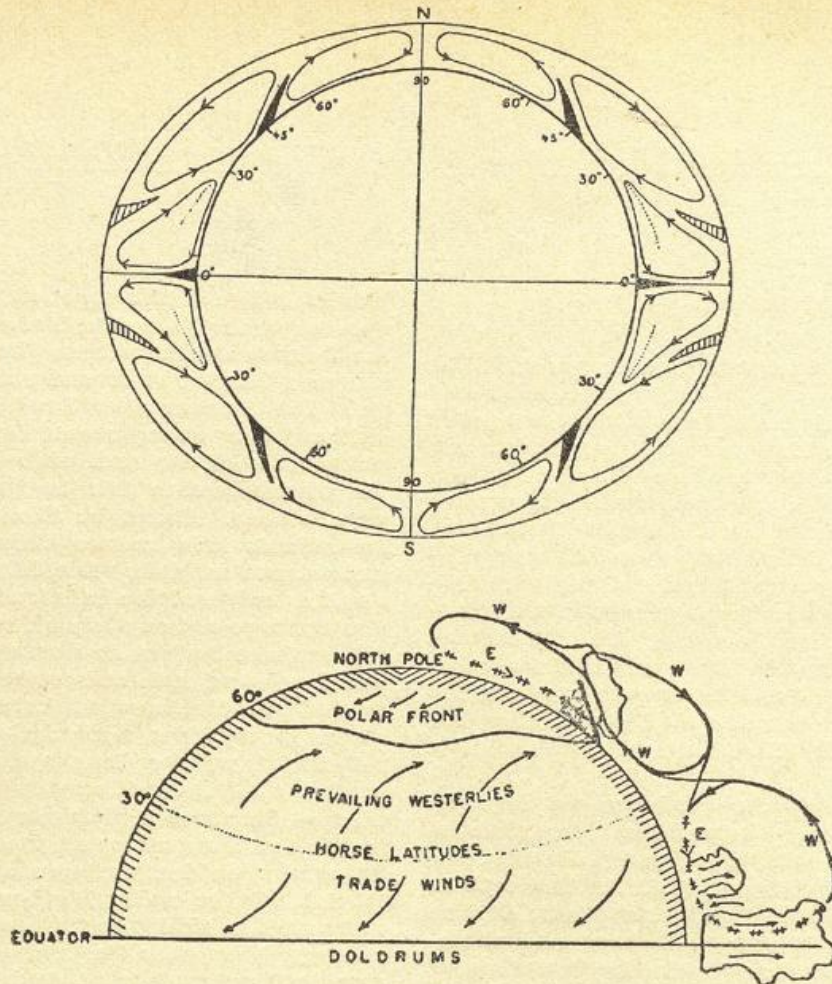 N
90
60° 60°
45° 45°
30° 30°
0° 0°
30° 30°
30° 60°
90
S
W
NORTH POLE E W
60°
POLAR FRONT
W
30° PREVAILING WESTERLIES
E W
HORSE LATITUDES
TRADE WINDS
EQUATOR
DOLDRUMS